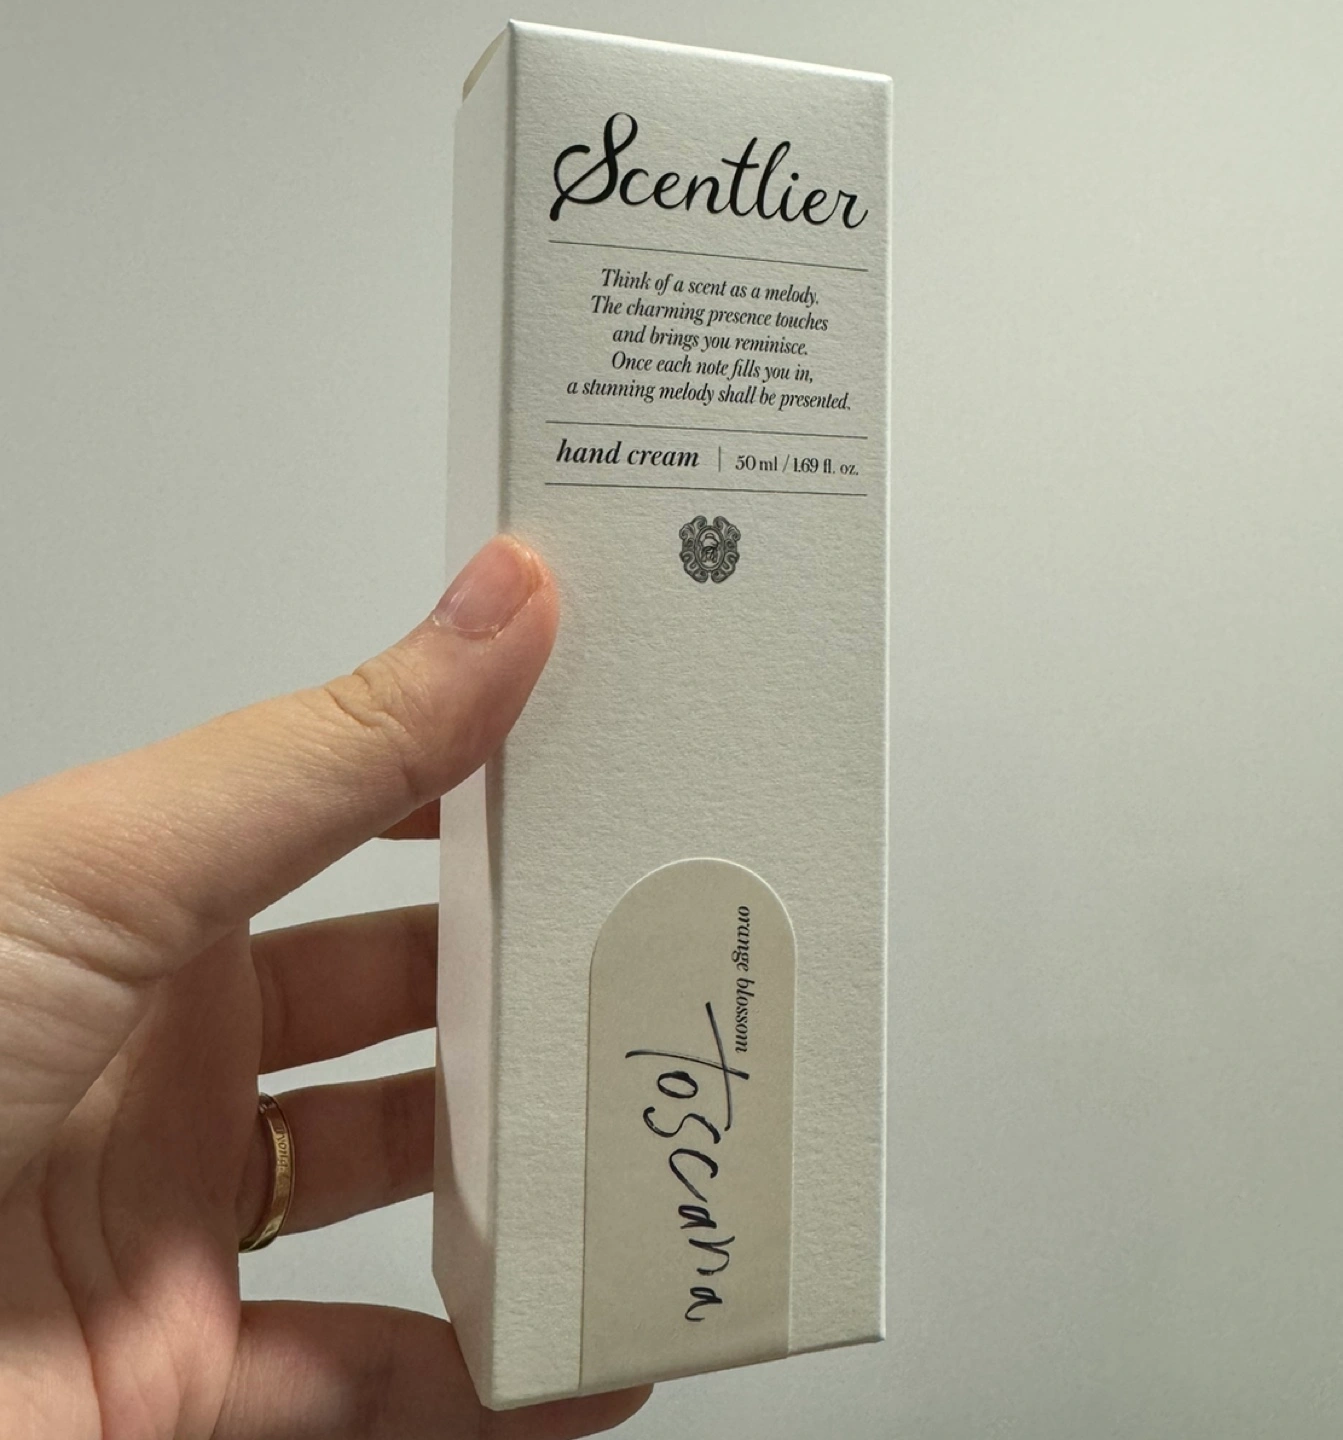 Scentlier
Think of a scent as a melody.
The charming presence touches
and brings you reminisce.
Once each note fills you in,
a stunning melody shall be presented.
hand cream | 50 ml / 1.69 fl. oz.
orange blossom
Toscana